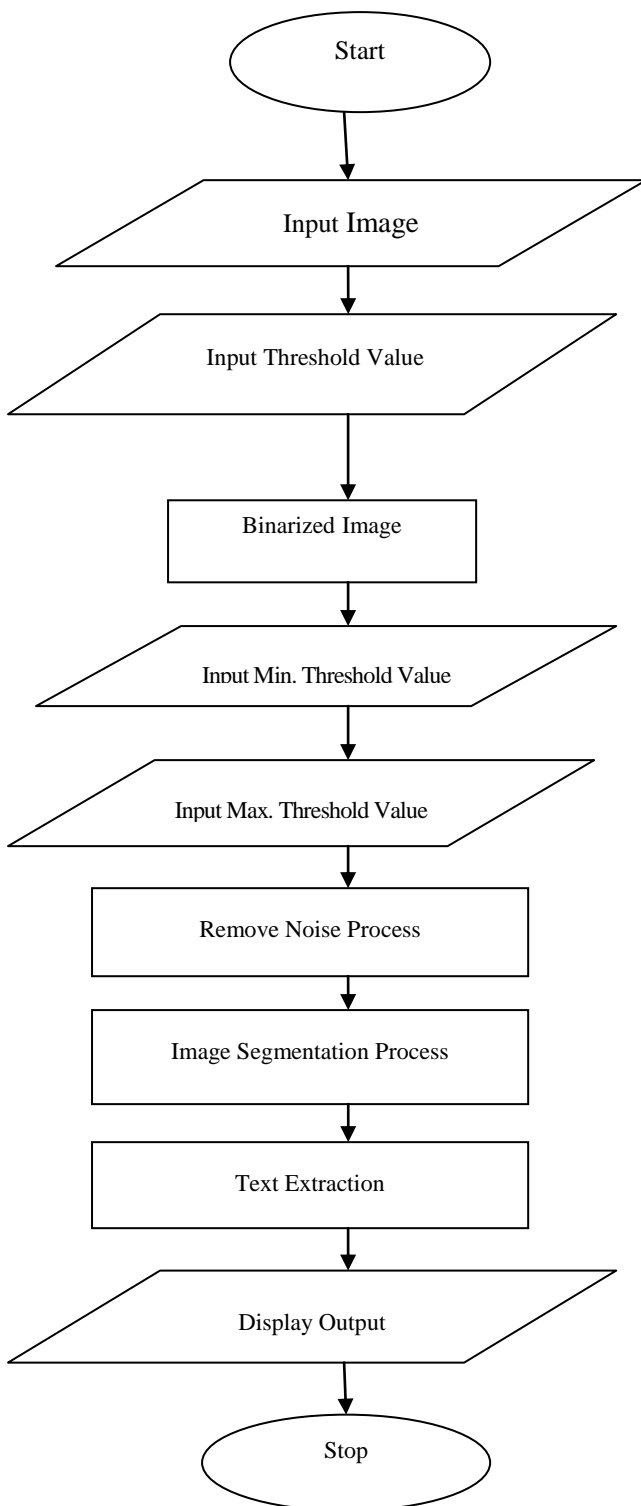 Start
Input Image
Input Threshold Value
Binarized Image
Input Min. Threshold Value
Input Max. Threshold Value
Remove Noise Process
Image Segmentation Process
Text Extraction
Display Output
Stop